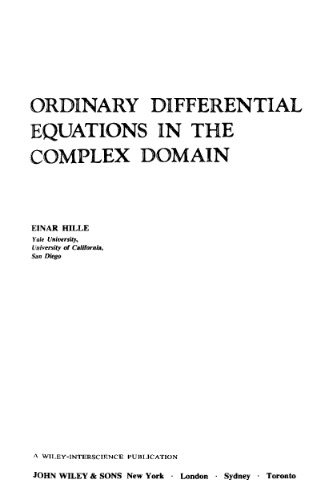 ORDINARY DIFFERENTIAL
EQUATIONS IN THE
COMPLEX DOMAIN
EINAR HILLE
Yale University,
University of California,
San Diego
A WILEY-INTERSCIENCE PUBLICATION
JOHN WILEY & SONS New York · London · Sydney · Toronto